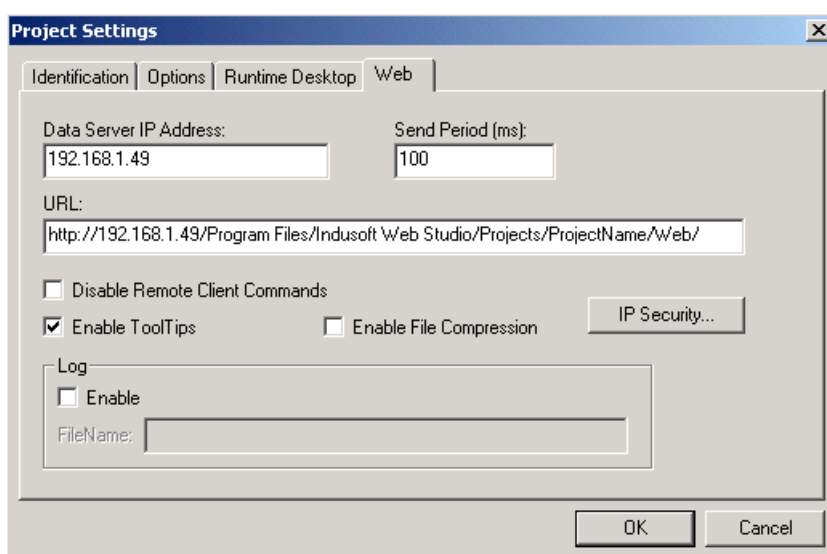 Project Settings
Identification Options Runtime Desktop Web
Data Server IP Address: Send Period (ms):
192.168.1.49 100
URL:
http://192.168.1.49/Program Files/Indusoft Web Studio/Projects/ProjectName/Web/
Disable Remote Client Commands
Enable ToolTips Enable File Compression IP Security...
Log
Enable
FileName:
OK Cancel